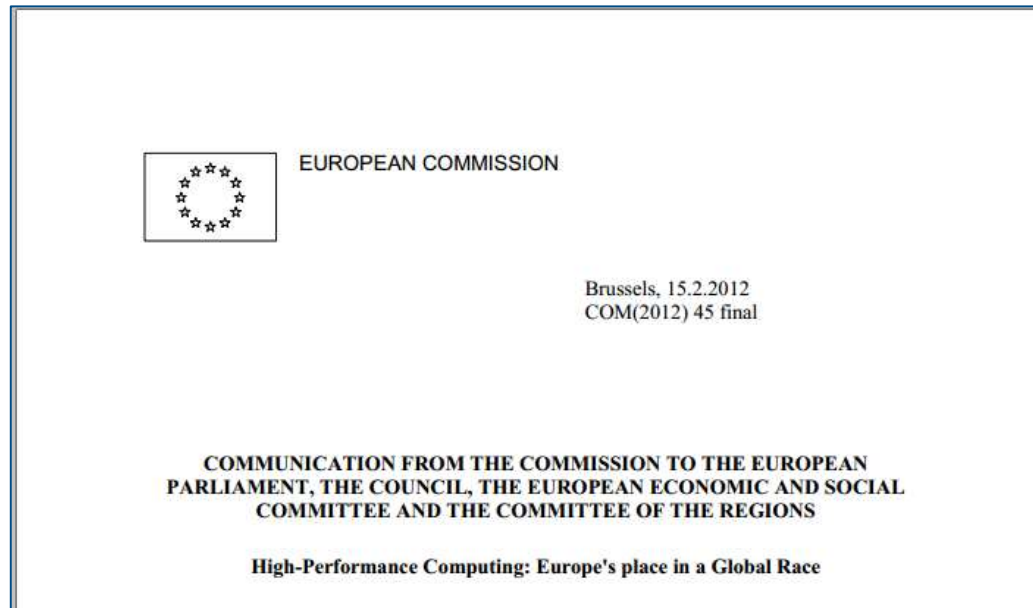 EUROPEAN COMMISSION
Brussels, 15.2.2012
COM(2012) 45 final
COMMUNICATION FROM THE COMMISSION TO THE EUROPEAN
PARLIAMENT, THE COUNCIL, THE EUROPEAN ECONOMIC AND SOCIAL
COMMITTEE AND THE COMMITTEE OF THE REGIONS
High-Performance Computing: Europe's place in a Global Race